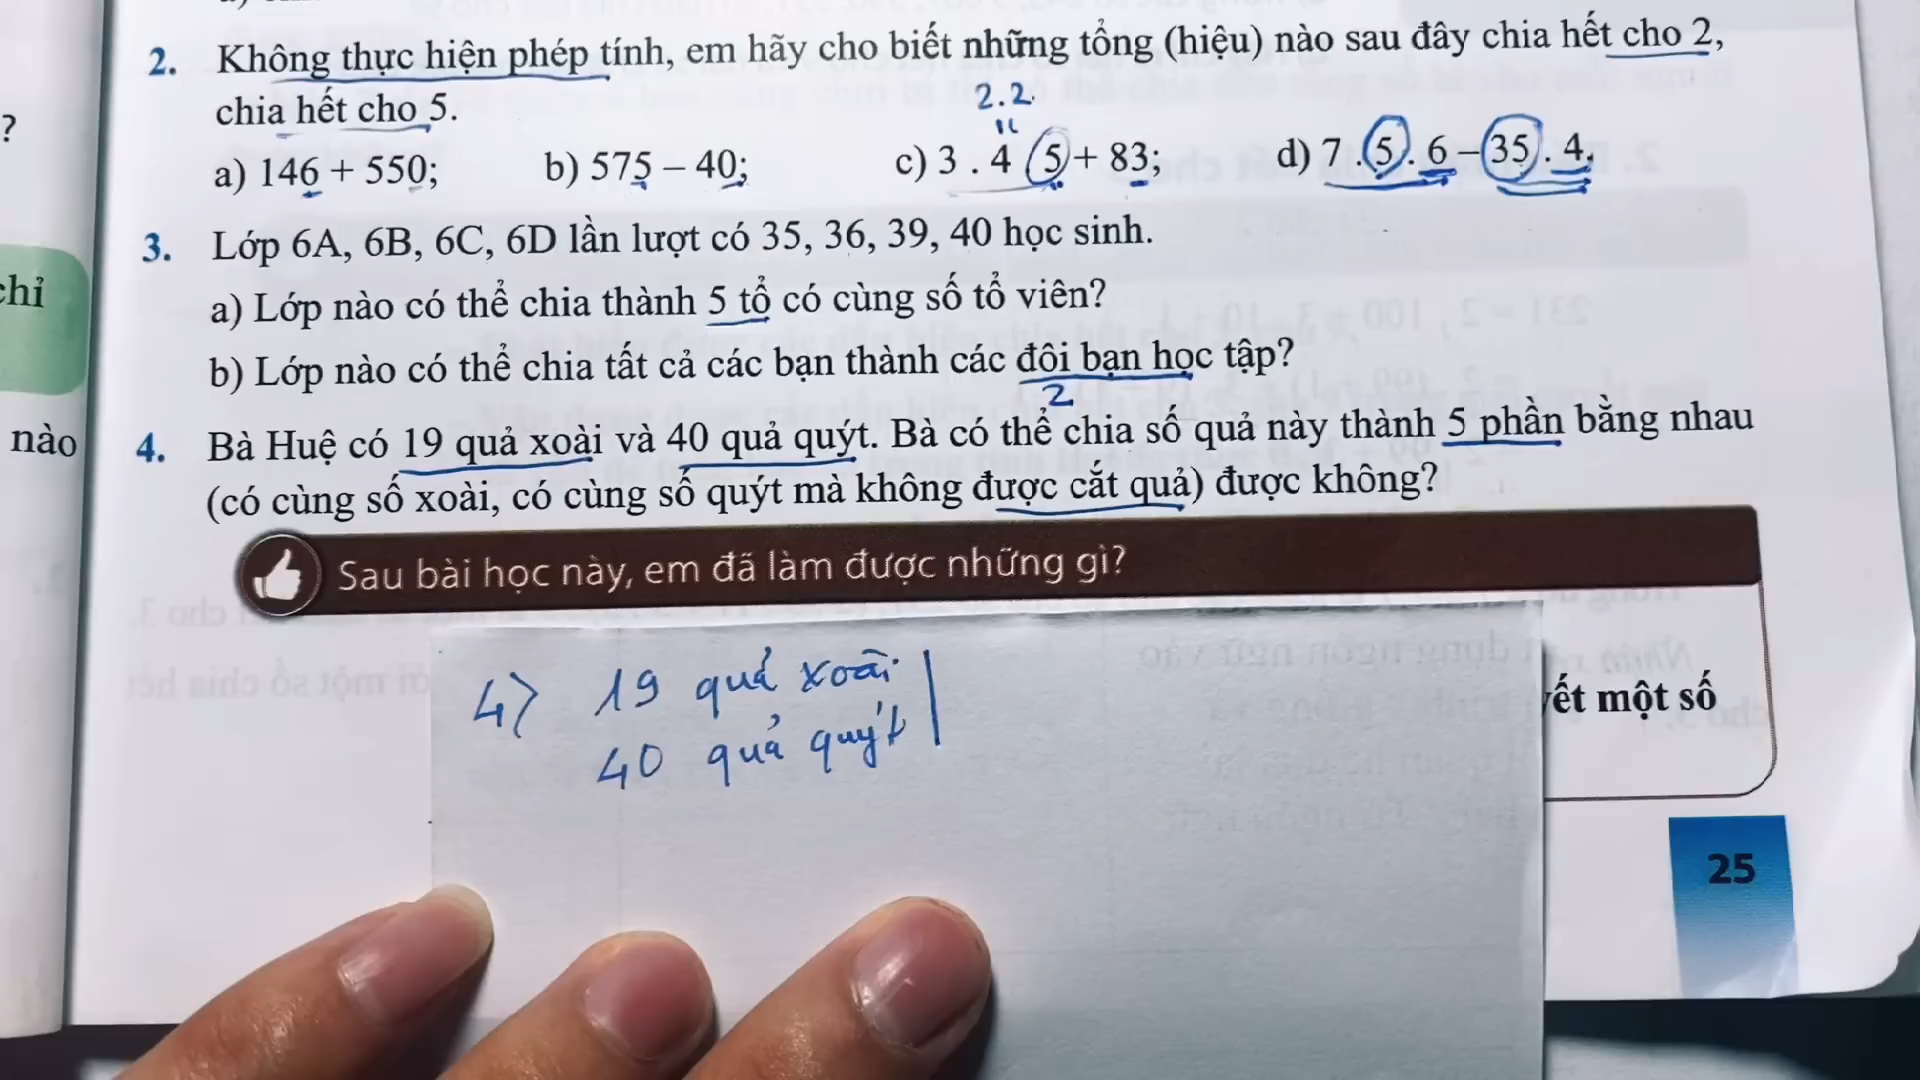 2. Không thực hiện phép tính, em hãy cho biết những tổng (hiệu) nào sau đây chia hết cho 2,
chia hết cho 5.
2.2
a) 146 + 550; b) 575 – 40; c) 3 . 4 . 5 + 83; d) 7 . 5 . 6 – 35 . 4.
3. Lớp 6A, 6B, 6C, 6D lần lượt có 35, 36, 39, 40 học sinh.
a) Lớp nào có thể chia thành 5 tổ có cùng số tổ viên?
b) Lớp nào có thể chia tất cả các bạn thành các đôi bạn học tập?
2
4. Bà Huệ có 19 quả xoài và 40 quả quýt. Bà có thể chia số quả này thành 5 phần bằng nhau
(có cùng số xoài, có cùng số quýt mà không được cắt quả) được không?
Sau bài học này, em đã làm được những gì?
4) 19 quả xoài
40 quả quýt
một số
25
?
chỉ
nào